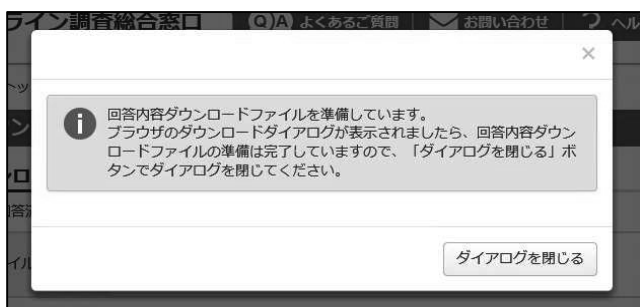 ライン調査総合窓口 Q A よくあるご質問 お問い合わせ ? ヘル
×
回答内容ダウンロードファイルを準備しています。
ブラウザのダウンロードダイアログが表示されましたら、回答内容ダウン
ロードファイルの準備は完了していますので、「ダイアログを閉じる」ボ
タンでダイアログを閉じてください。
ダイアログを閉じる